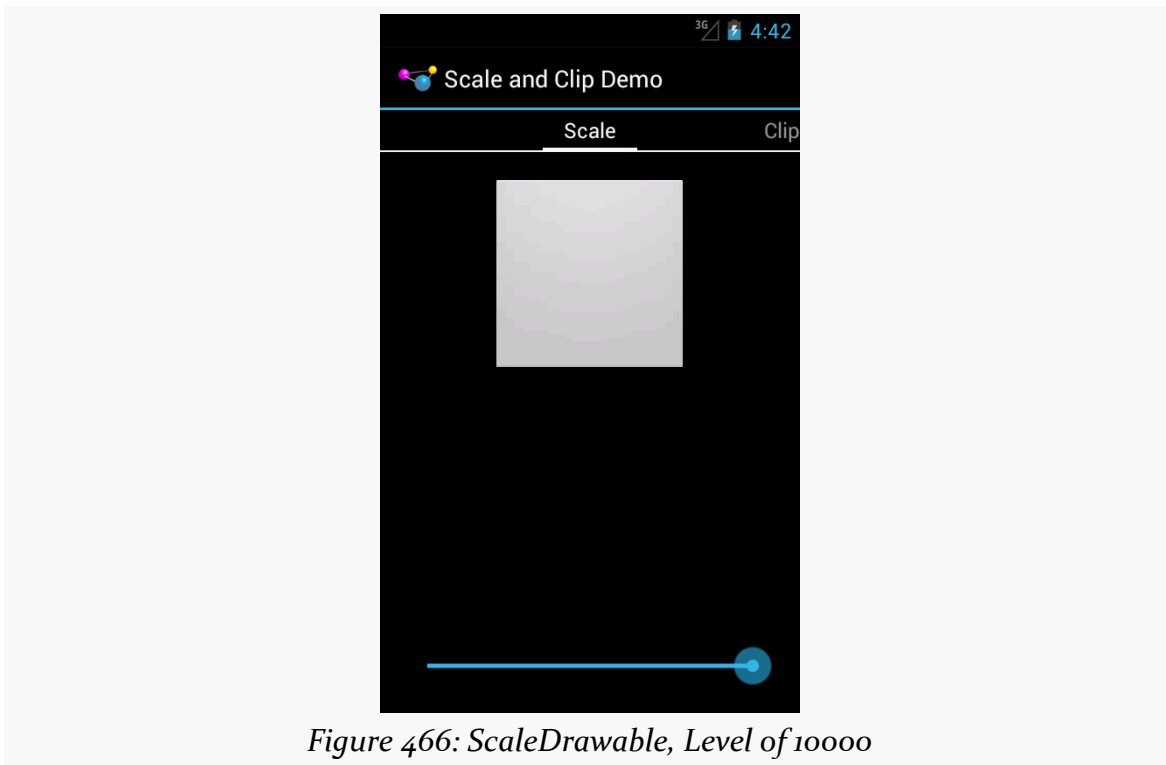 3G 4:42
Scale and Clip Demo
Scale Clip
Figure 466: ScaleDrawable, Level of 10000